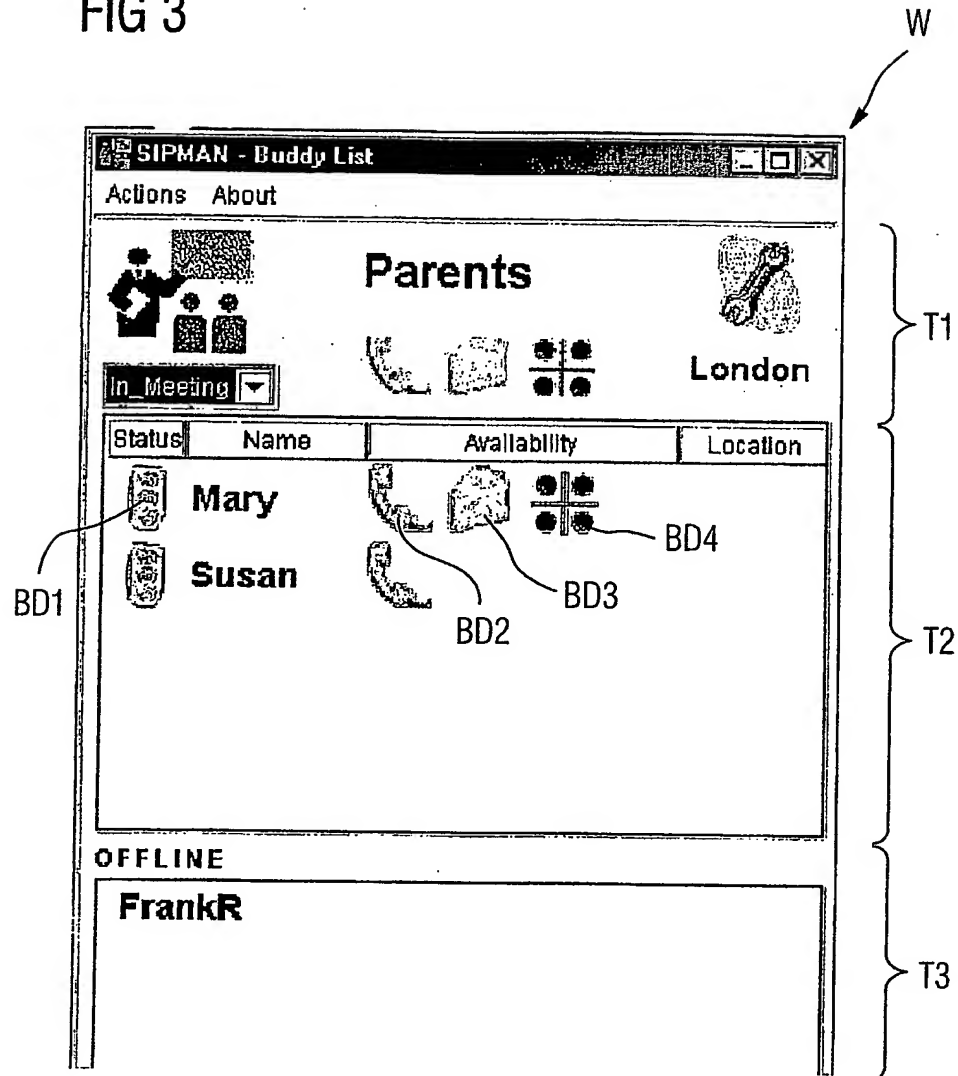 FIG 3
W
SIPMAN - Buddy List
Actions About
Parents
T1
London
In_Meeting
Status Name Availability Location
Mary
BD4
Susan
BD3
BD1
BD2
T2
OFFLINE
FrankR
T3